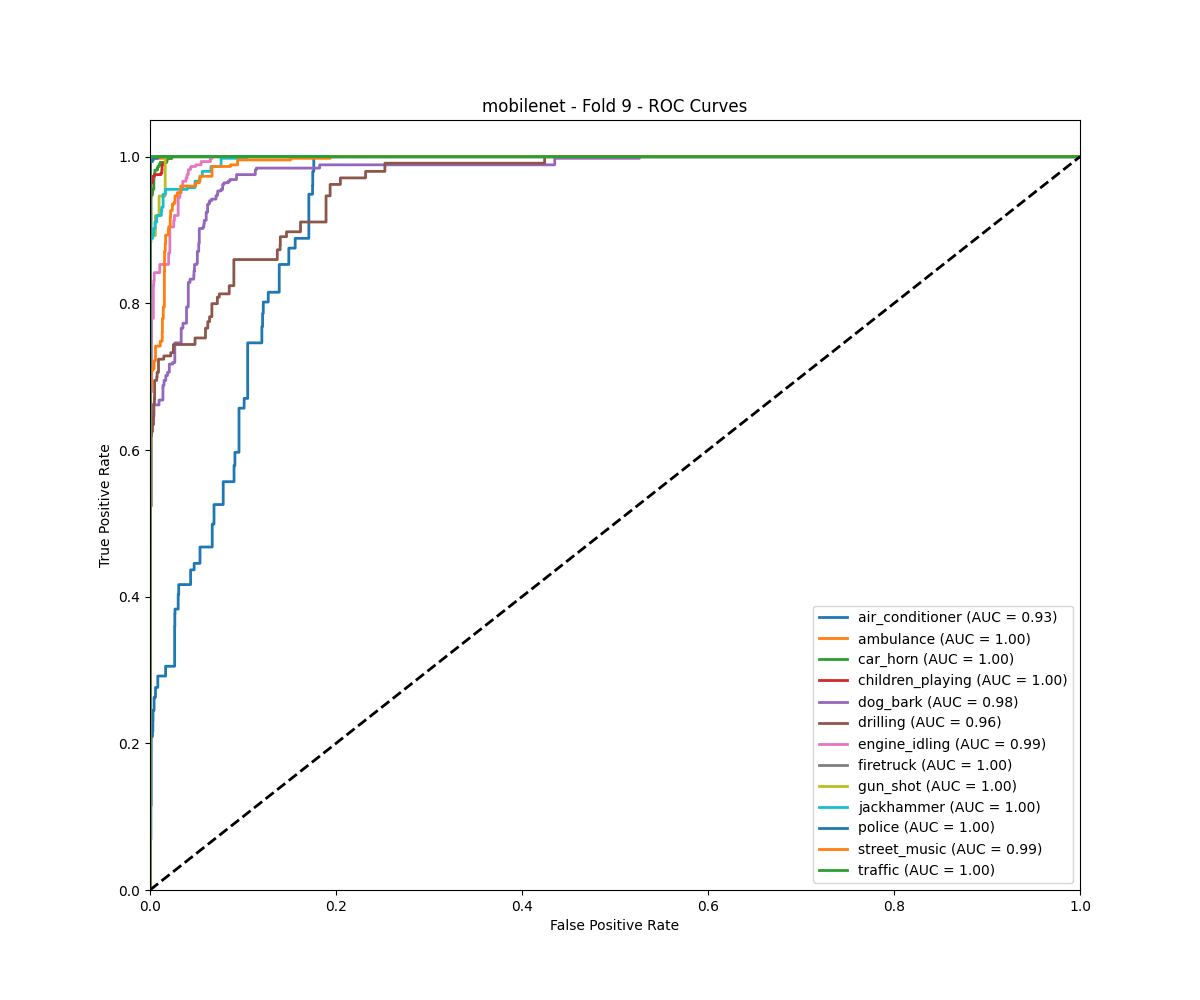 mobilenet - Fold 9 - ROC Curves
True Positive Rate
1.0
0.8
0.6
0.4
0.2
0.0
air_conditioner (AUC = 0.93)
ambulance (AUC = 1.00)
car_horn (AUC = 1.00)
children_playing (AUC = 1.00)
dog_bark (AUC = 0.98)
drilling (AUC = 0.96)
engine_idling (AUC = 0.99)
firetruck (AUC = 1.00)
gun_shot (AUC = 1.00)
jackhammer (AUC = 1.00)
police (AUC = 1.00)
street_music (AUC = 0.99)
traffic (AUC = 1.00)
0.0 0.2 0.4 0.6 0.8 1.0
False Positive Rate